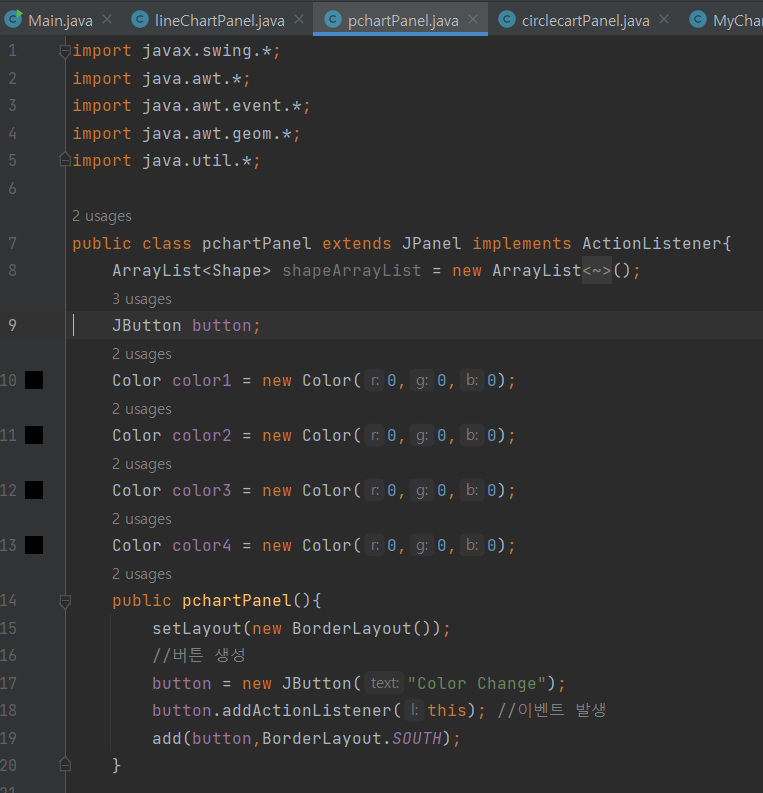 Main.java × lineChartPanel.java × pchartPanel.java × circlecartPanel.java × MyChar
1 import javax.swing.*;
2 import java.awt.*;
3 import java.awt.event.*;
4 import java.awt.geom.*;
5 import java.util.*;
6
2 usages
7 public class pchartPanel extends JPanel implements ActionListener{
8 ArrayList<Shape> shapeArrayList = new ArrayList<~>();
3 usages
9 JButton button;
2 usages
10 Color color1 = new Color( r: 0, g: 0, b: 0);
2 usages
11 Color color2 = new Color( r: 0, g: 0, b: 0);
2 usages
12 Color color3 = new Color( r: 0, g: 0, b: 0);
2 usages
13 Color color4 = new Color( r: 0, g: 0, b: 0);
2 usages
14 public pchartPanel(){
15 setLayout(new BorderLayout());
16 //버튼 생성
17 button = new JButton( text: "Color Change");
18 button.addActionListener( l: this); //이벤트 발생
19 add(button,BorderLayout.SOUTH);
20 }
21